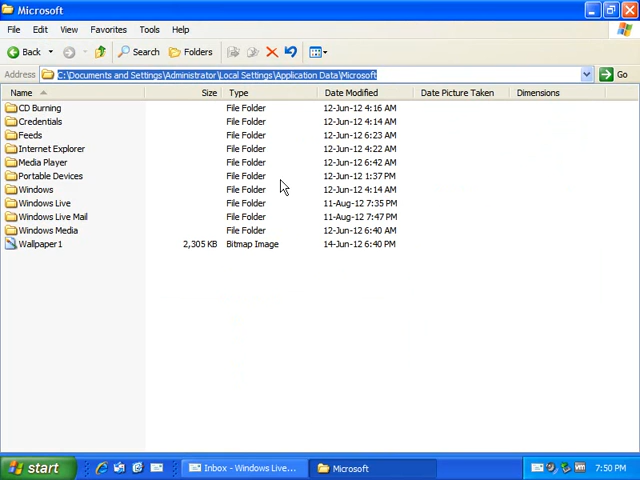 Microsoft
File Edit View Favorites Tools Help
Back Search Folders
Address C:\Documents and Settings\Administrator\Local Settings\Application Data\Microsoft Go
Name Size Type Date Modified Date Picture Taken Dimensions
CD Burning File Folder 12-Jun-12 4:16 AM
Credentials File Folder 12-Jun-12 4:14 AM
Feeds File Folder 12-Jun-12 6:23 AM
Internet Explorer File Folder 12-Jun-12 4:22 AM
Media Player File Folder 12-Jun-12 6:42 AM
Portable Devices File Folder 12-Jun-12 1:37 PM
Windows File Folder 12-Jun-12 4:14 AM
Windows Live File Folder 11-Aug-12 7:35 PM
Windows Live Mail File Folder 11-Aug-12 7:47 PM
Windows Media File Folder 12-Jun-12 6:40 AM
Wallpaper1 2,305 KB Bitmap Image 14-Jun-12 6:40 PM
start Inbox - Windows Live... Microsoft 7:50 PM